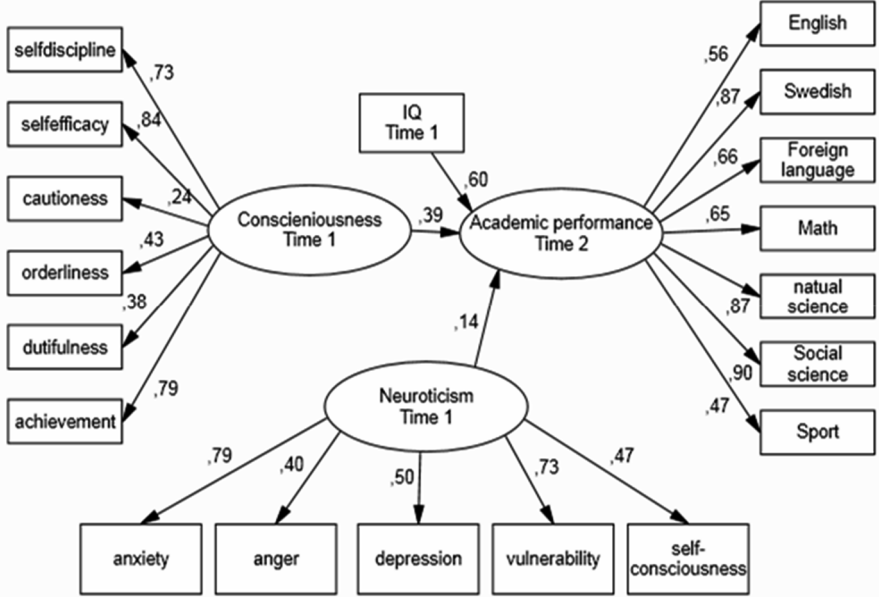 selfdiscipline
,73
selfefficacy
,84
cautioness
,24
orderliness
,43
dutifulness
,38
achievement
,79
Conscieniousness
Time 1
,39
IQ
Time 1
,60
Academic performance
Time 2
,14
Neuroticism
Time 1
,79
,40
,50
,73
,47
anxiety
anger
depression
vulnerability
self-
consciousness
English
,56
Swedish
,87
Foreign
language
,66
Math
,65
natual
science
,87
Social
science
,90
Sport
,47